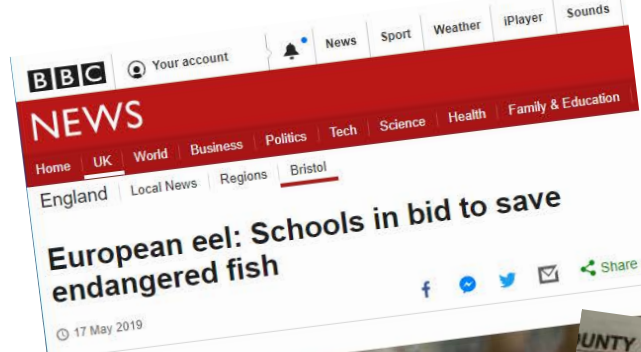 BBC Your account News Sport Weather iPlayer Sounds
NEWS
Home UK World Business Politics Tech Science Health Family & Education
England Local News Regions Bristol
European eel: Schools in bid to save
endangered fish
17 May 2019
Share
OUNTY